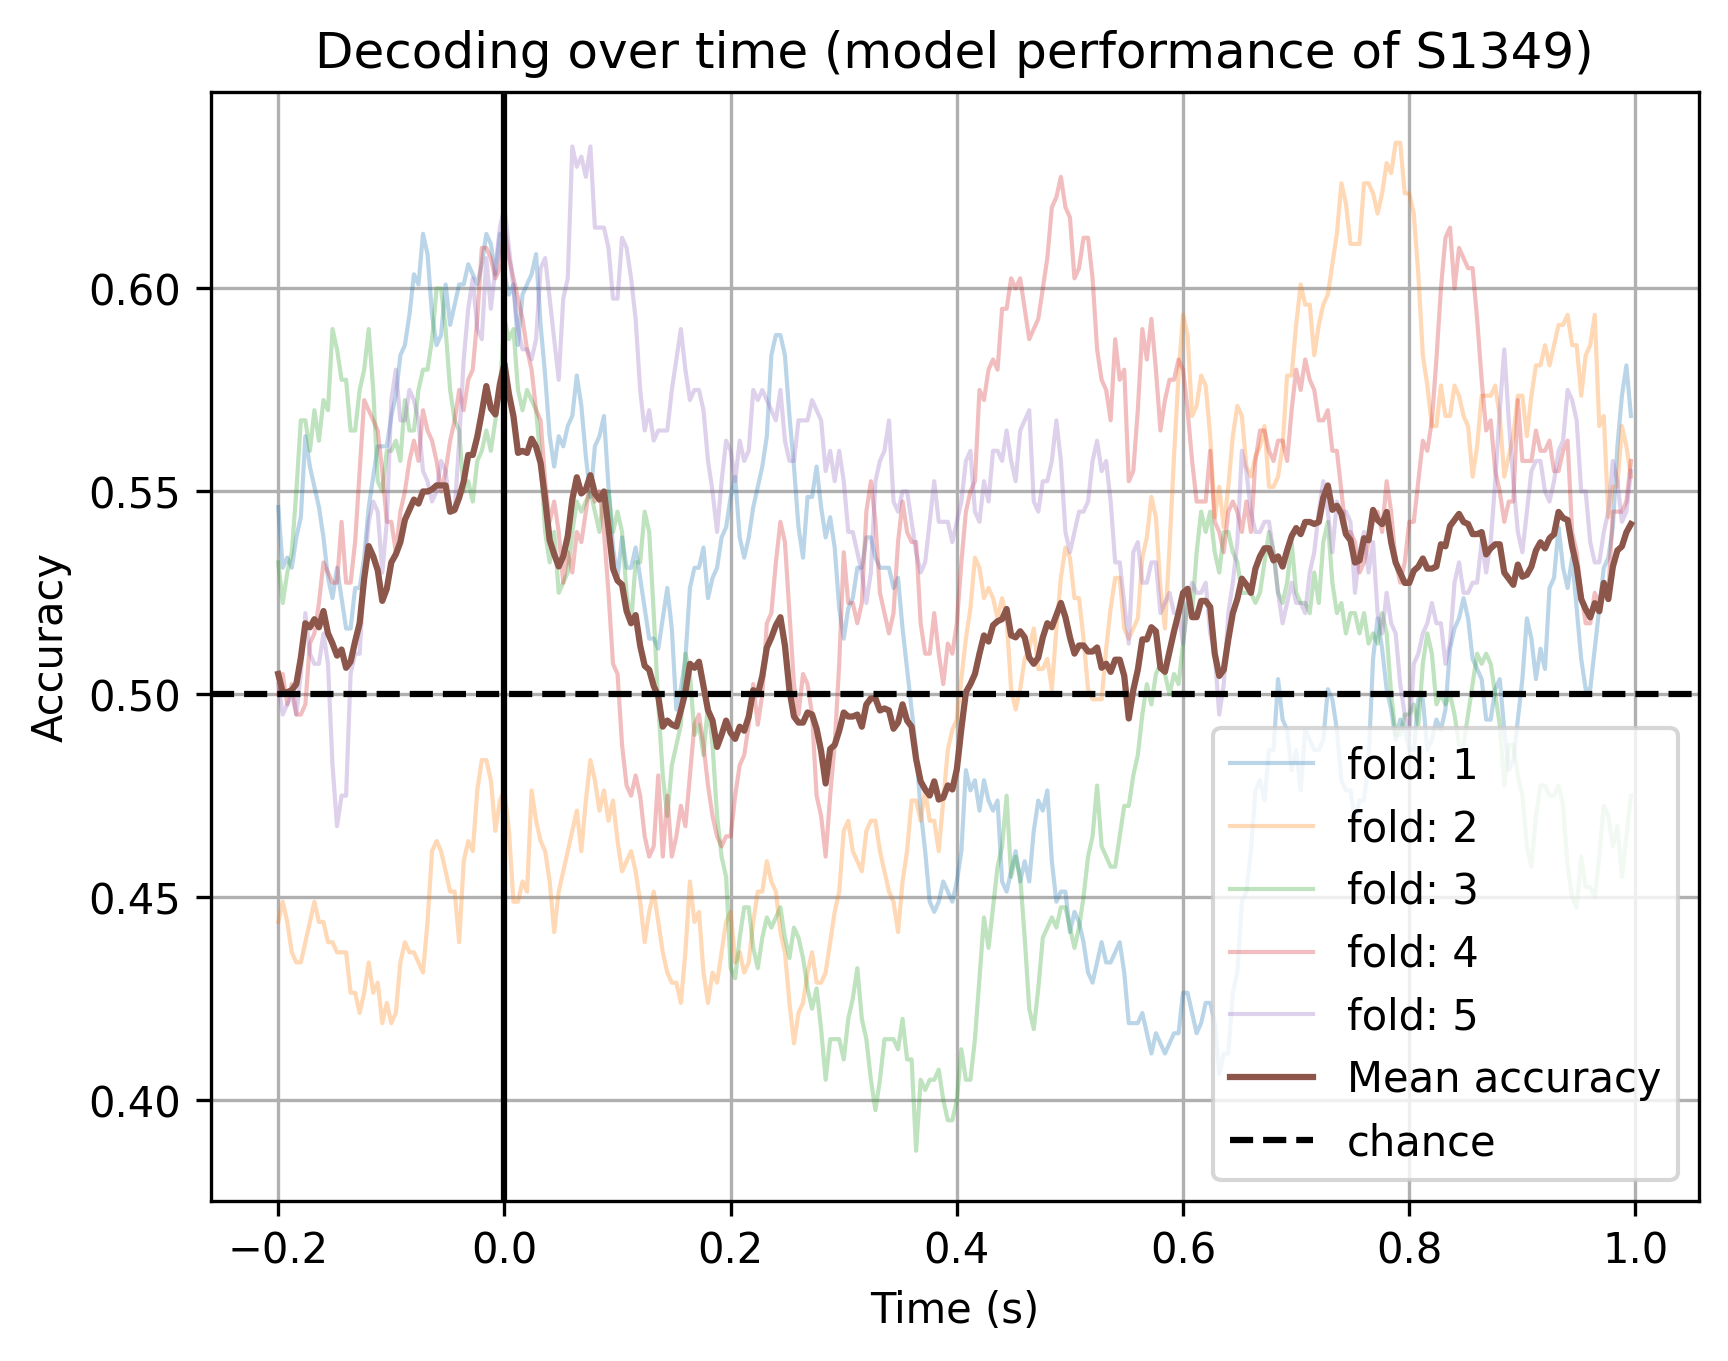 Decoding over time (model performance of S1349)
Accuracy
0.60
0.55
0.50
0.45
0.40
fold: 1
fold: 2
fold: 3
fold: 4
fold: 5
Mean accuracy
chance
−0.2
0.0
0.2
0.4
0.6
0.8
1.0
Time (s)